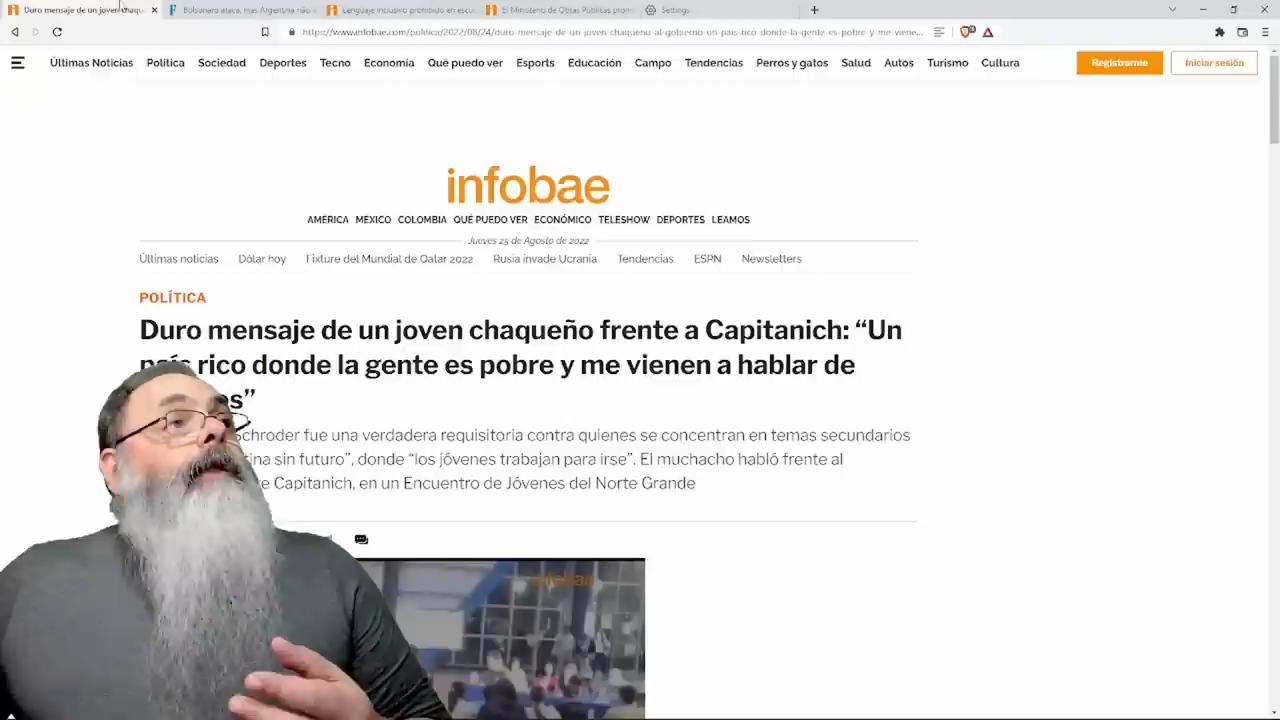 Duro mensaje de un joven chaqu
Bolsonaro ataca, mas Argentina não
Lenguaje inclusivo prohibido en escu
El Ministerio de Obras Públicas prom
Settings
https://www.infobae.com/politica/2022/08/24/duro-mensaje-de-un-joven-chaqueno-al-gobierno-un-pais-rico-donde-la-gente-es-pobre-y-me-viene...
Últimas Noticias Política Sociedad Deportes Tecno Economía Qué puedo ver Esports Educación Campo Tendencias Perros y gatos Salud Autos Turismo Cultura
Registrarme
Iniciar sesión
infobae
AMÉRICA MÉXICO COLOMBIA QUÉ PUEDO VER ECONÓMICO TELESHOW DEPORTES LEAMOS
Jueves 25 de Agosto de 2022
Últimas noticias Dólar hoy Fixture del Mundial de Qatar 2022 Rusia invade Ucrania Tendencias ESPN Newsletters
POLÍTICA
Duro mensaje de un joven chaqueño frente a Capitanich: “Un
país rico donde la gente es pobre y me vienen a hablar de
es”
Schroder fue una verdadera requisitoria contra quienes se concentran en temas secundarios
tina sin futuro”, donde “los jóvenes trabajan para irse”. El muchacho habló frente al
Capitanich, en un Encuentro de Jóvenes del Norte Grande
infobae